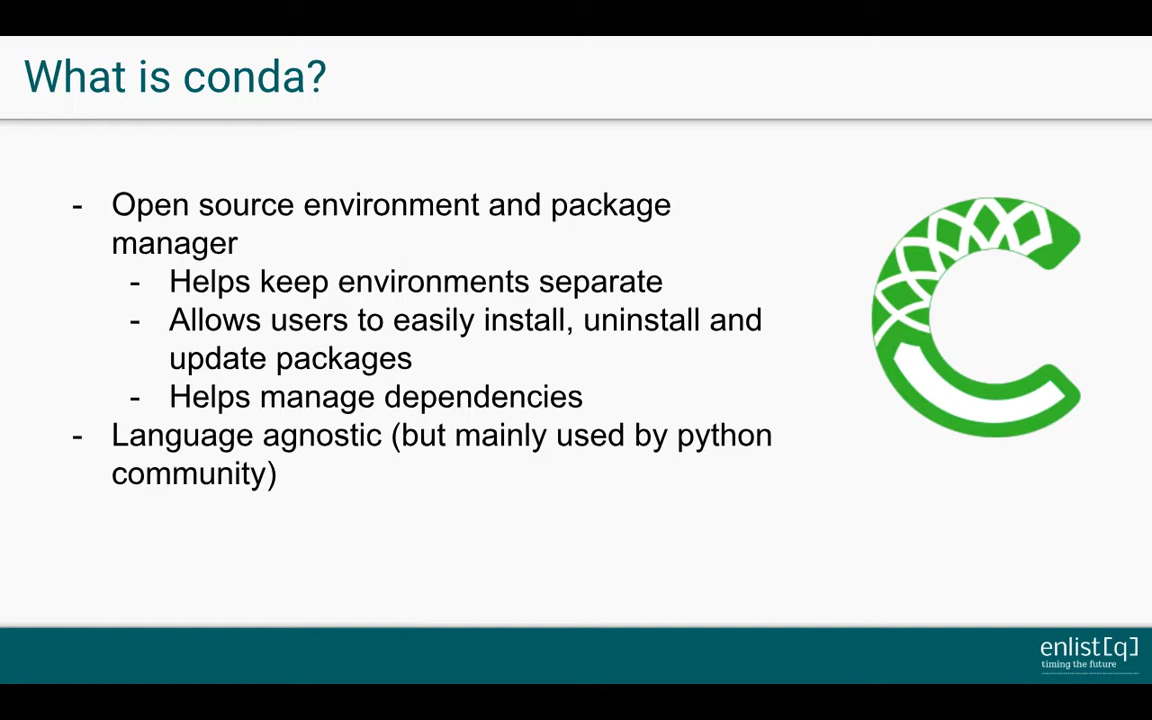 What is conda?
- Open source environment and package
manager
- Helps keep environments separate
- Allows users to easily install, uninstall and
update packages
- Helps manage dependencies
- Language agnostic (but mainly used by python
community)
enlist[q]
timing the future